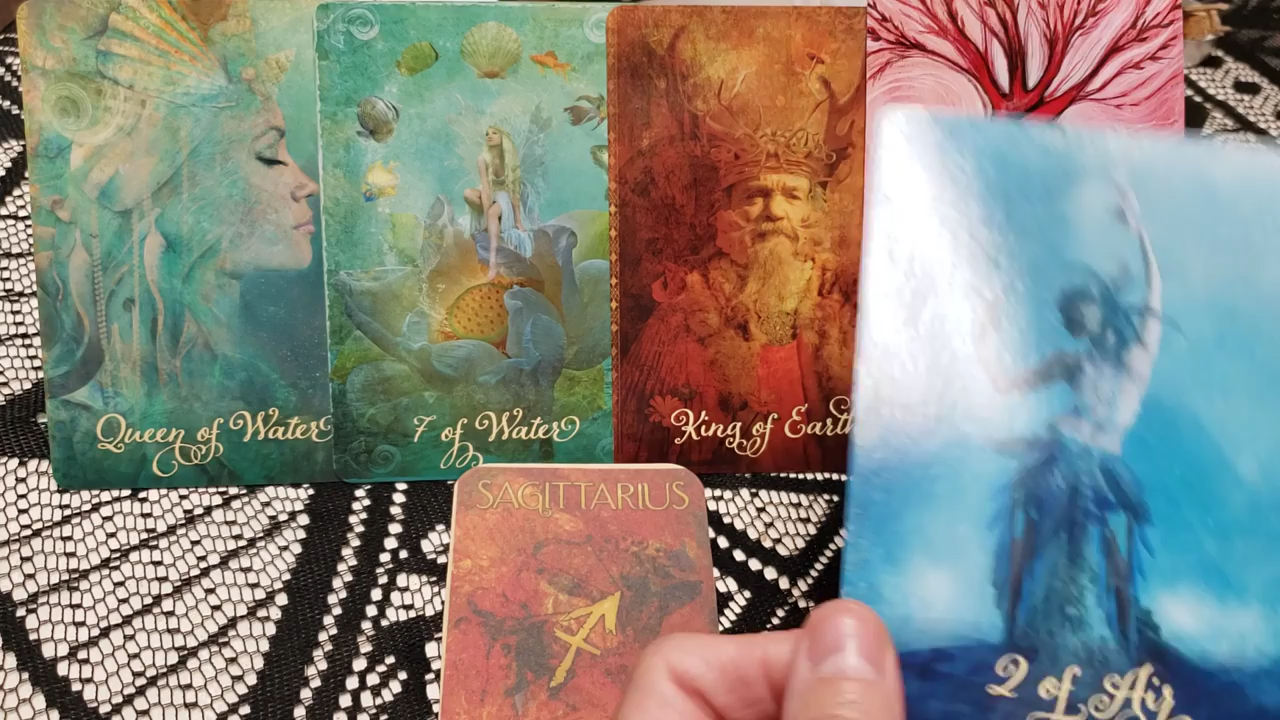 Queen of Water
7 of Water
King of Earth
SAGITTARIUS
2 of Air